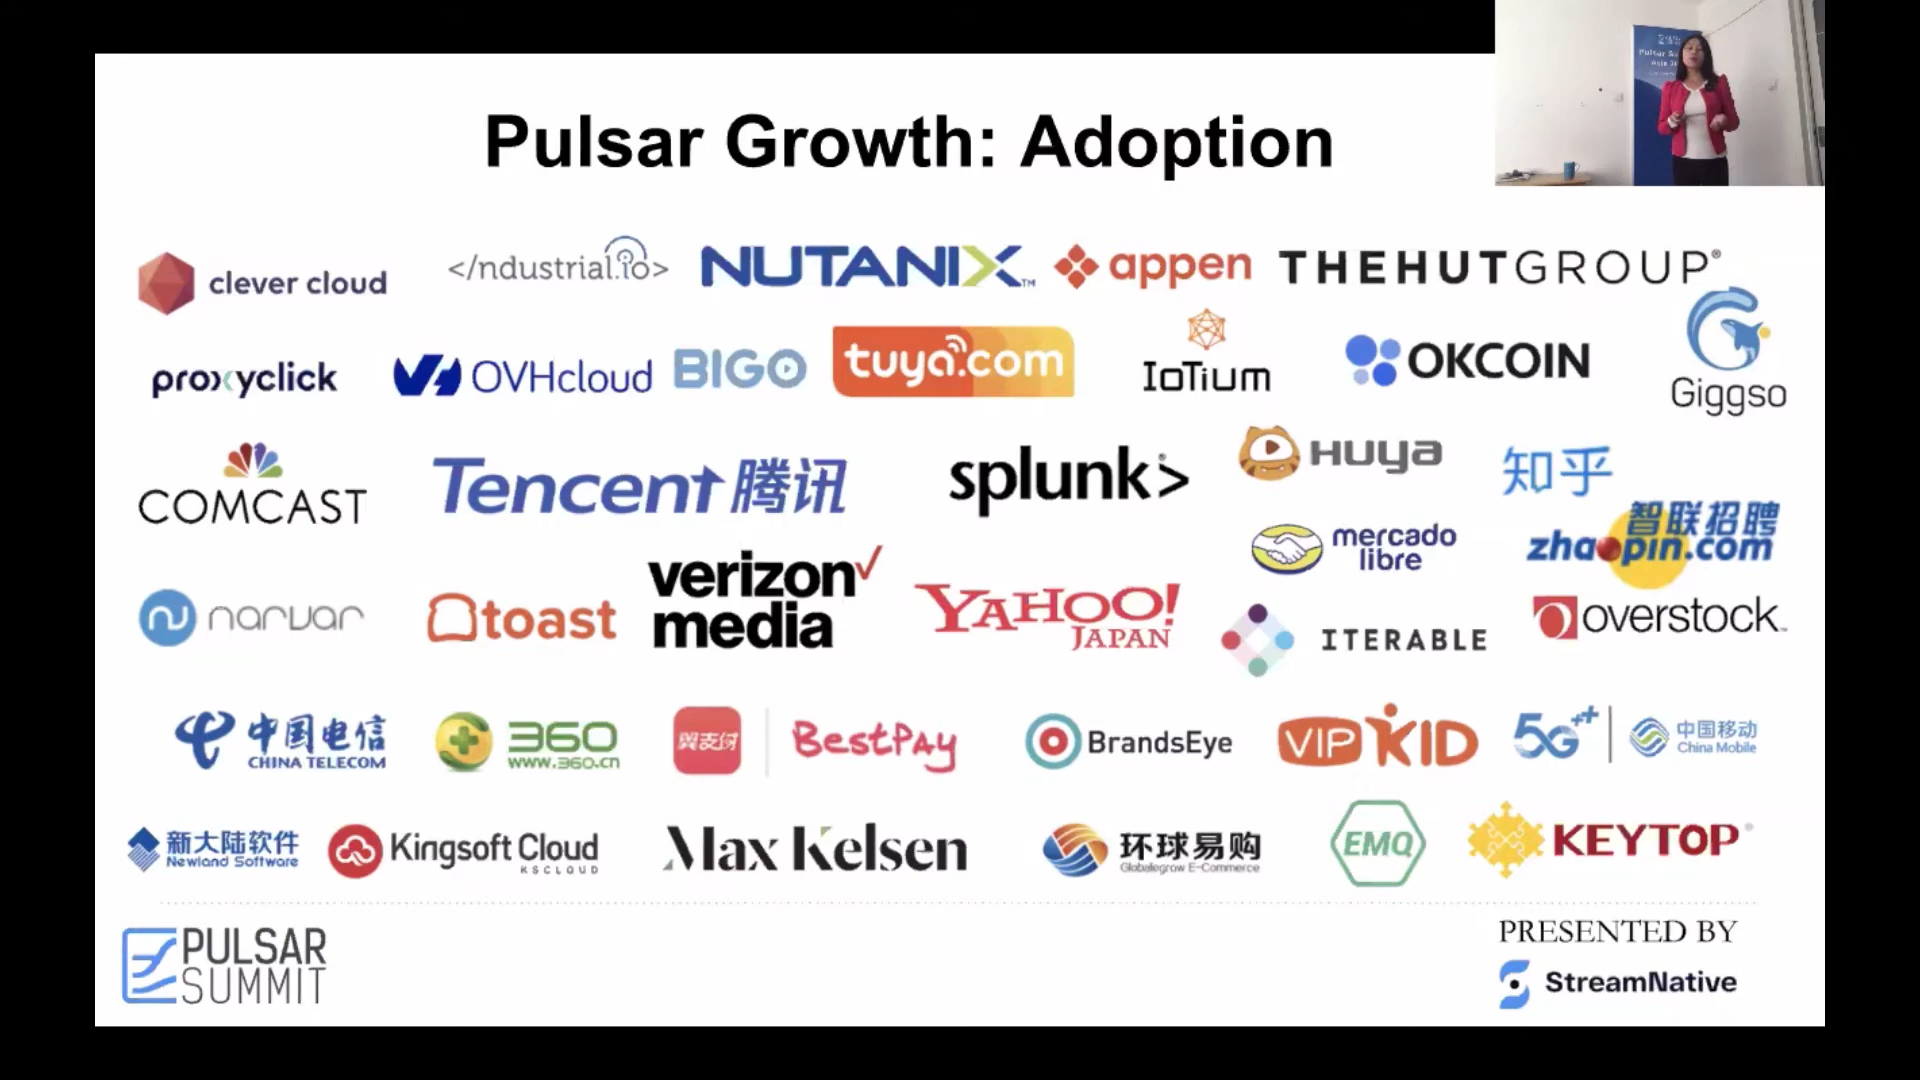 Pulsar Growth: Adoption
clever cloud
</ndustrial.io>
NUTANIX™
appen
THEHUTGROUP®
proxyclick
OVHcloud
BIGO
tuya.com
IoTium
OKCOIN
Giggso
COMCAST
Tencent 腾讯
splunk>
HUYA
知乎
mercado
libre
智联招聘
zhaopin.com
narvar
toast
verizon
media
YAHOO!
JAPAN
ITERABLE
overstock™
中国电信
CHINA TELECOM
360
www.360.cn
翼支付
BestPay
BrandsEye
VIPKID
5G++
中国移动
China Mobile
新大陆软件
Newland Software
Kingsoft Cloud
KSCLOUD
Max Kelsen
环球易购
Globalegrow E-Commerce
EMQ
KEYTOP®
PULSAR
SUMMIT
PRESENTED BY
StreamNative